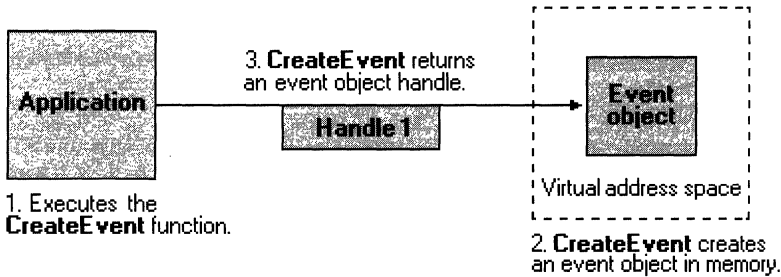 Application
1. Executes the
CreateEvent function.
3. CreateEvent returns
an event object handle.
Handle 1
Event
object
Virtual address space
2. CreateEvent creates
an event object in memory.